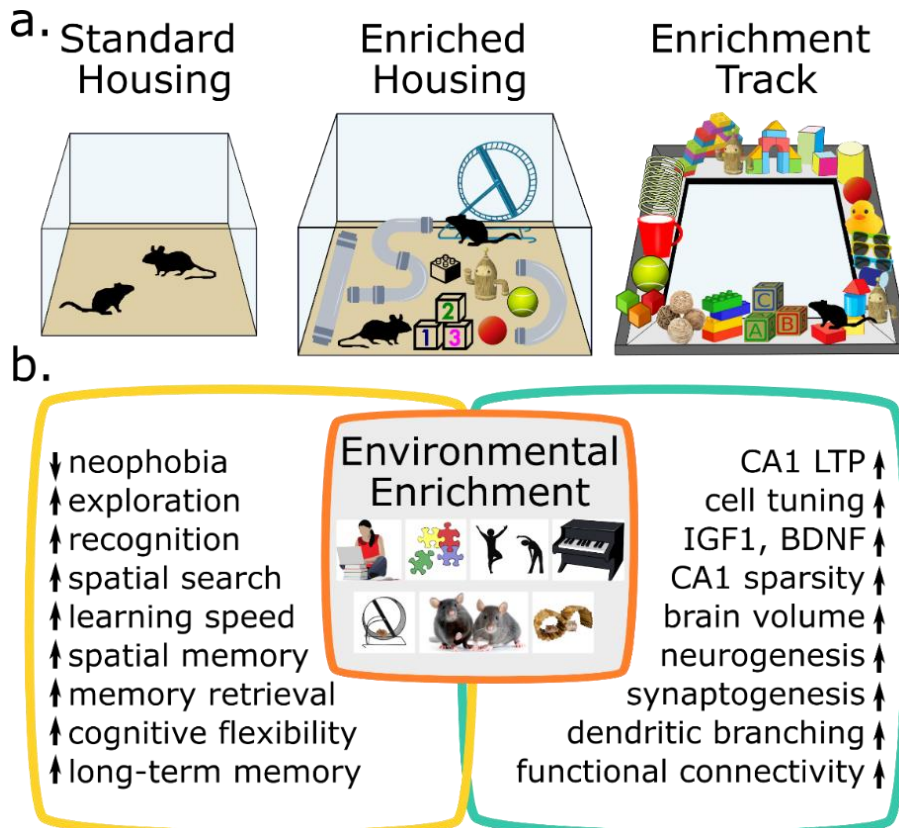 a.
Standard
Housing
Enriched
Housing
Enrichment
Track
1
2
3
A
B
C
b.
Environmental
Enrichment
neophobia
exploration
recognition
spatial search
learning speed
spatial memory
memory retrieval
cognitive flexibility
long-term memory
CA1 LTP
cell tuning
IGF1, BDNF
CA1 sparsity
brain volume
neurogenesis
synaptogenesis
dendritic branching
functional connectivity